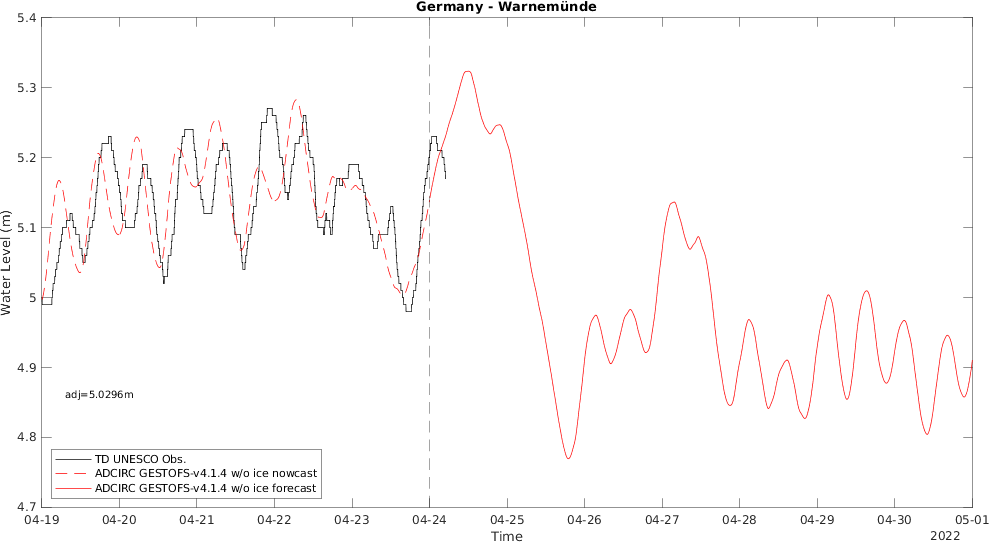 Germany - Warnemünde
5.4
5.3
5.2
5.1
5
4.9
4.8
4.7
Water Level (m)
adj=5.0296m
TD UNESCO Obs.
ADCIRC GESTOFS-v4.1.4 w/o ice nowcast
ADCIRC GESTOFS-v4.1.4 w/o ice forecast
04-19 04-20 04-21 04-22 04-23 04-24 04-25 04-26 04-27 04-28 04-29 04-30 05-01
Time
2022